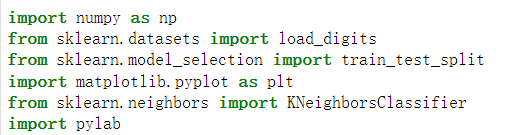 import numpy as np
from sklearn.datasets import load_digits
from sklearn.model_selection import train_test_split
import matplotlib.pyplot as plt
from sklearn.neighbors import KNeighborsClassifier
import pylab